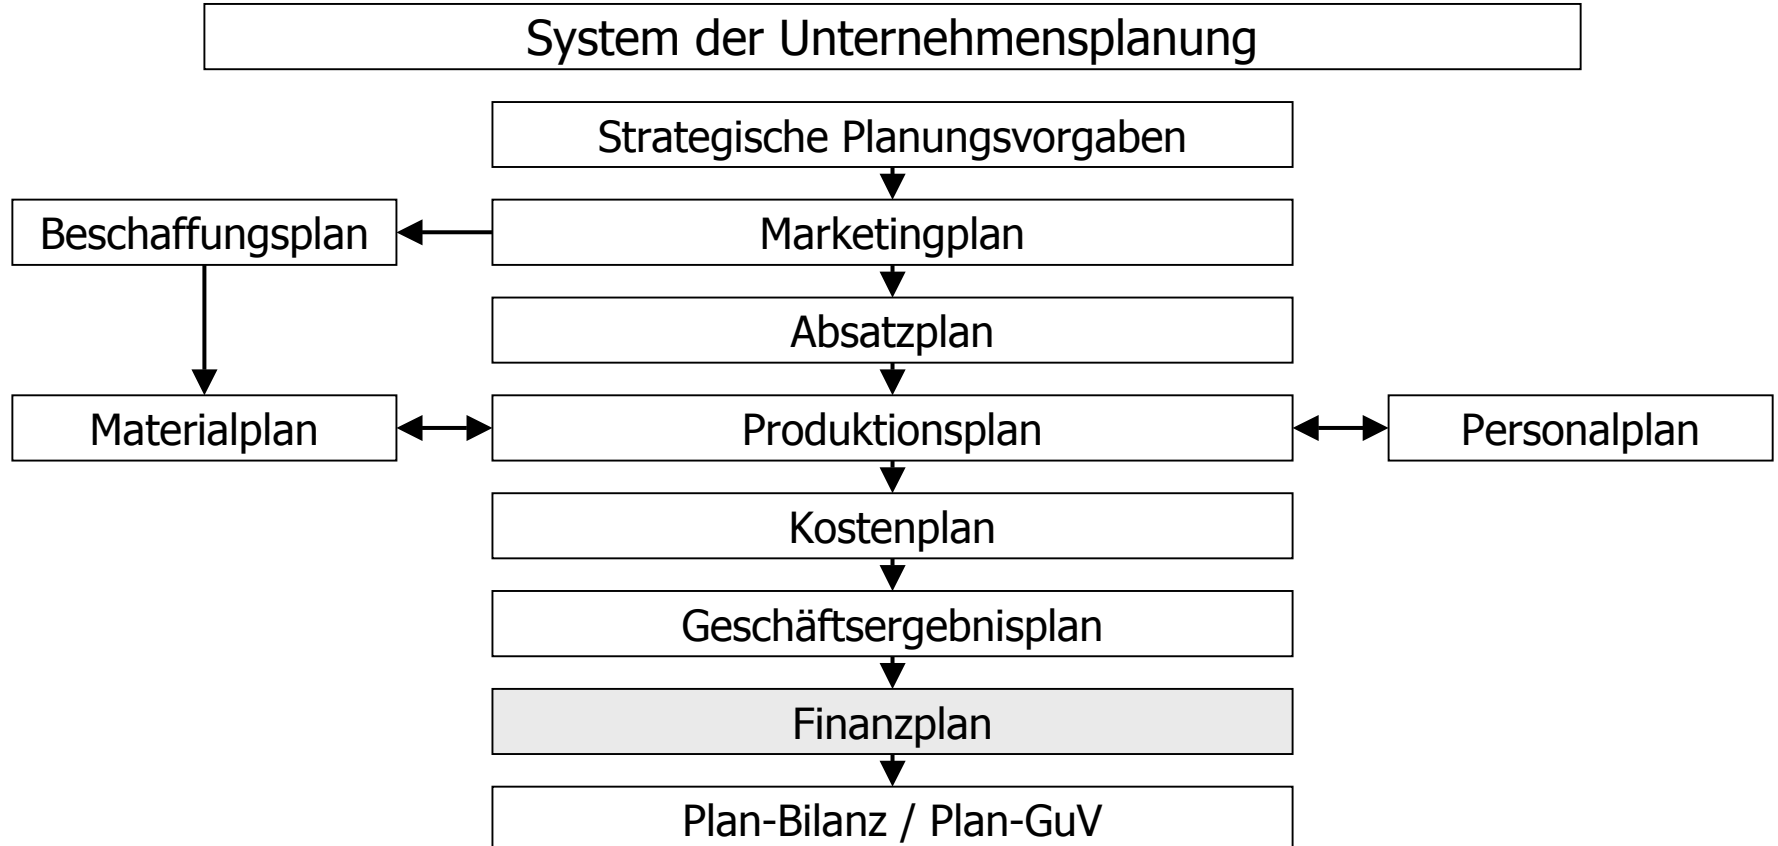 System der Unternehmensplanung
Strategische Planungsvorgaben
Beschaffungsplan
Marketingplan
Absatzplan
Materialplan
Produktionsplan
Personalplan
Kostenplan
Geschäftsergebnisplan
Finanzplan
Plan-Bilanz / Plan-GuV